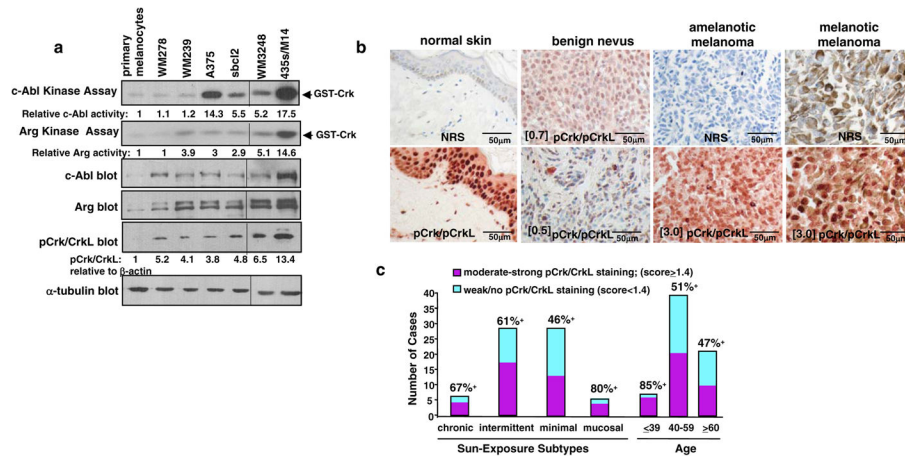 a
primary
melanocytes
WM278
WM239
A375
sbcl2
WM3248
435s/M14
c-Abl Kinase Assay
GST-Crk
Relative c-Abl activity: 1 1.1 1.2 14.3 5.5 5.2 17.5
Arg Kinase Assay
GST-Crk
Relative Arg activity: 1 1 3.9 3 2.9 5.1 14.6
c-Abl blot
Arg blot
pCrk/CrkL blot
pCrk/CrkL: 1 5.2 4.1 3.8 4.8 6.5 13.4
relative to β-actin
α-tubulin blot
b
normal skin
benign nevus
amelanotic
melanoma
melanotic
melanoma
NRS
50µm
[0.7] pCrk/pCrkL
50µm
NRS
50µm
NRS
50µm
pCrk/pCrkL
50µm
[0.5] pCrk/pCrkL
50µm
[3.0] pCrk/pCrkL
50µm
[3.0] pCrk/pCrkL
50µm
c
moderate-strong pCrk/CrkL staining; (score≥1.4)
weak/no pCrk/CrkL staining (score<1.4)
Number of Cases
40
35
30
25
20
15
10
5
0
67%+
61%+
46%+
80%+
85%+
51%+
47%+
chronic intermittent minimal mucosal
≤39 40-59 ≥60
Sun-Exposure Subtypes
Age